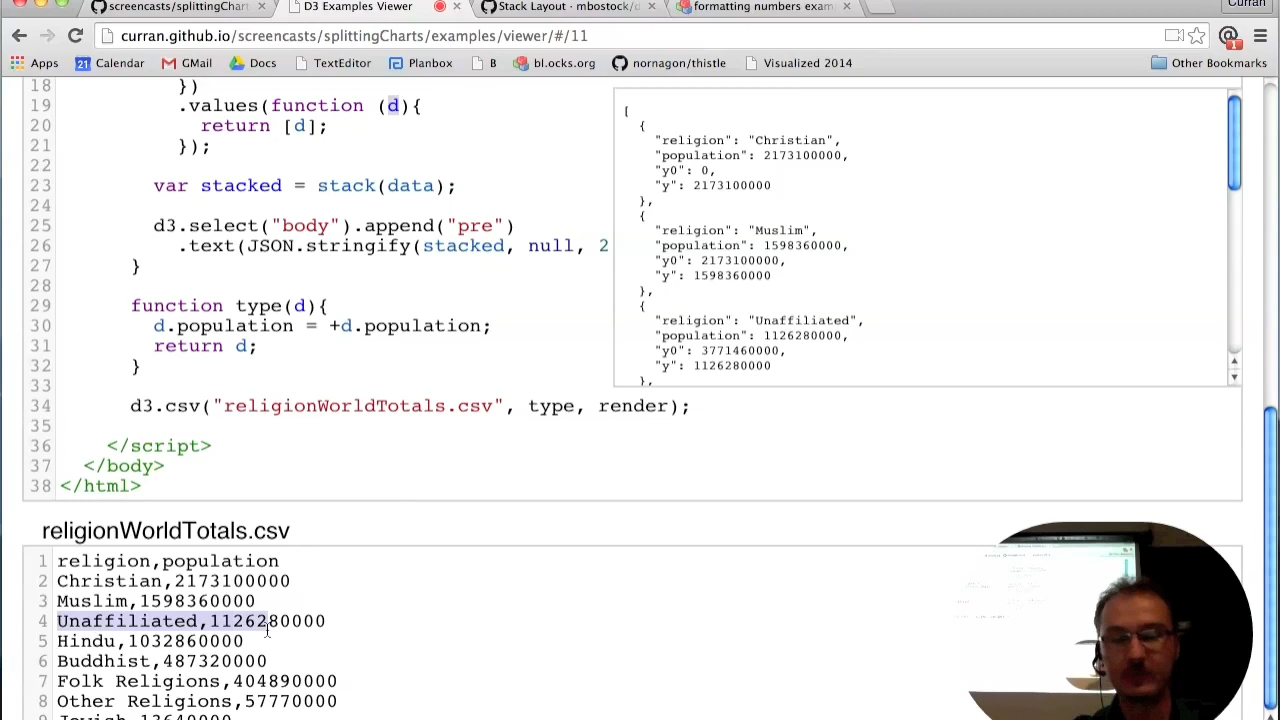 screencasts/splittingChart
D3 Examples Viewer
Stack Layout · mbostock/d
formatting numbers exam
Curran
curran.github.io/screencasts/splittingCharts/examples/viewer/#/11
Apps
Calendar
GMail
Docs
TextEditor
Planbox
B
bl.ocks.org
nornagon/thistle
Visualized 2014
Other Bookmarks
18 })
19 .values(function (d){
20 return [d];
21 });
22
23 var stacked = stack(data);
24
25 d3.select("body").append("pre")
26 .text(JSON.stringify(stacked, null, 2
27 }
28
29 function type(d){
30 d.population = +d.population;
31 return d;
32 }
33
34 d3.csv("religionWorldTotals.csv", type, render);
35
36 </script>
37 </body>
38 </html>
[
{
"religion": "Christian",
"population": 2173100000,
"y0": 0,
"y": 2173100000
},
{
"religion": "Muslim",
"population": 1598360000,
"y0": 2173100000,
"y": 1598360000
},
{
"religion": "Unaffiliated",
"population": 1126280000,
"y0": 3771460000,
"y": 1126280000
},
religionWorldTotals.csv
1 religion,population
2 Christian,2173100000
3 Muslim,1598360000
4 Unaffiliated,1126280000
5 Hindu,1032860000
6 Buddhist,487320000
7 Folk Religions,404890000
8 Other Religions,57770000
Jewish,13640000